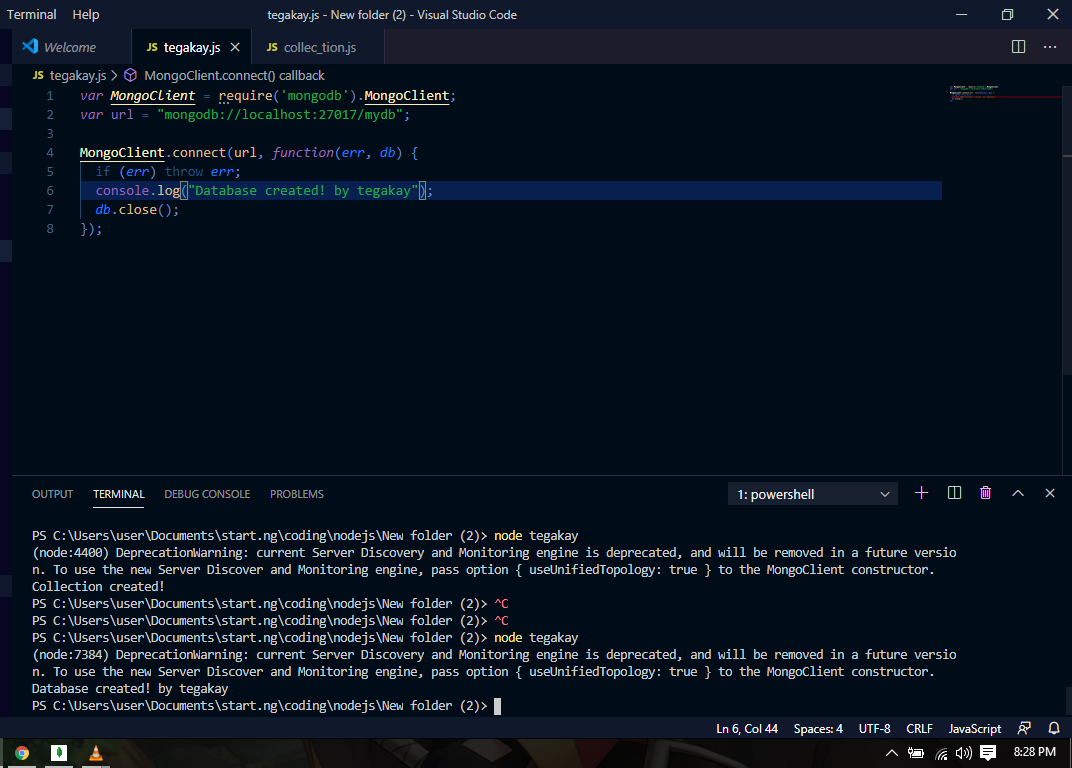 Terminal Help tegakay.js - New folder (2) - Visual Studio Code
Welcome JS tegakay.js JS collec_tion.js
JS tegakay.js > MongoClient.connect() callback
1 var MongoClient = require('mongodb').MongoClient;
2 var url = "mongodb://localhost:27017/mydb";
3
4 MongoClient.connect(url, function(err, db) {
5 if (err) throw err;
6 console.log("Database created! by tegakay");
7 db.close();
8 });
OUTPUT TERMINAL DEBUG CONSOLE PROBLEMS 1: powershell
PS C:\Users\user\Documents\start.ng\coding\nodejs\New folder (2)> node tegakay
(node:4400) DeprecationWarning: current Server Discovery and Monitoring engine is deprecated, and will be removed in a future versio
n. To use the new Server Discover and Monitoring engine, pass option { useUnifiedTopology: true } to the MongoClient constructor.
Collection created!
PS C:\Users\user\Documents\start.ng\coding\nodejs\New folder (2)> ^C
PS C:\Users\user\Documents\start.ng\coding\nodejs\New folder (2)> ^C
PS C:\Users\user\Documents\start.ng\coding\nodejs\New folder (2)> node tegakay
(node:7384) DeprecationWarning: current Server Discovery and Monitoring engine is deprecated, and will be removed in a future versio
n. To use the new Server Discover and Monitoring engine, pass option { useUnifiedTopology: true } to the MongoClient constructor.
Database created! by tegakay
PS C:\Users\user\Documents\start.ng\coding\nodejs\New folder (2)>
Ln 6, Col 44 Spaces: 4 UTF-8 CRLF JavaScript
8:28 PM